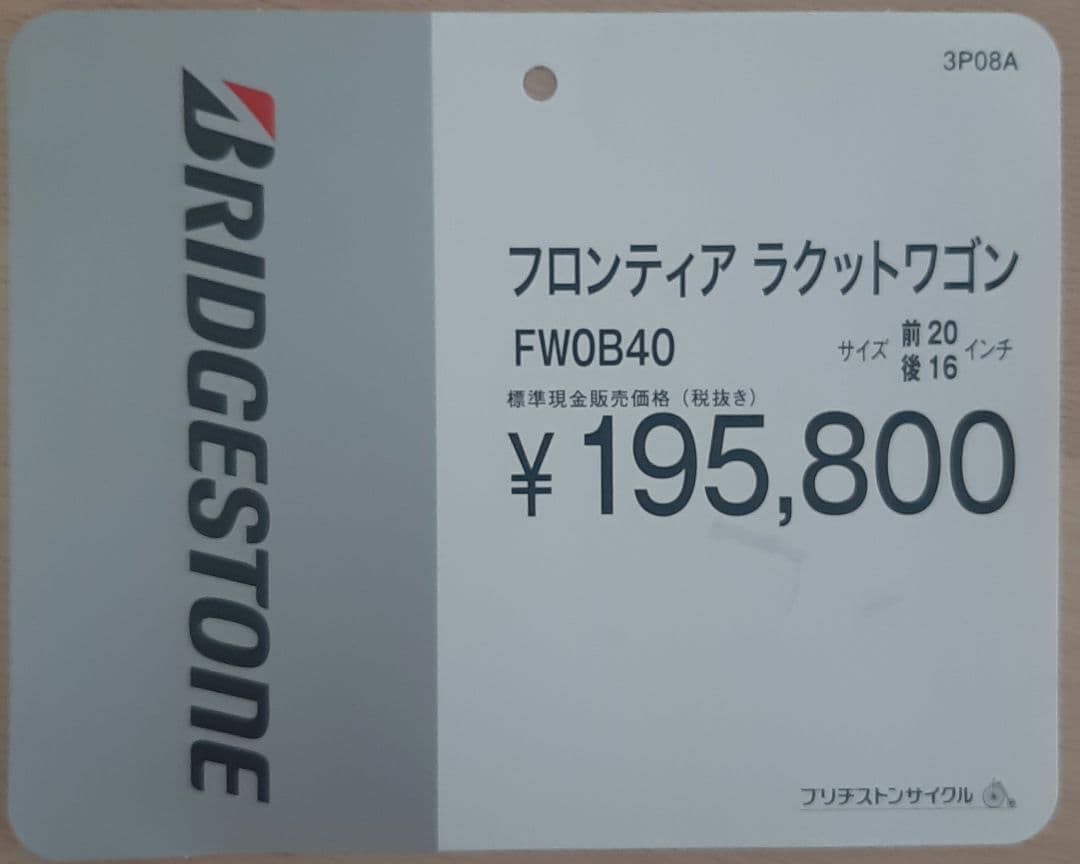 BRIDGESTONE
3P08A
フロンティア ラクットワゴン
FW0B40
サイズ 前20 後16 インチ
標準現金販売価格（税抜き）
¥195,800
ブリヂストンサイクル